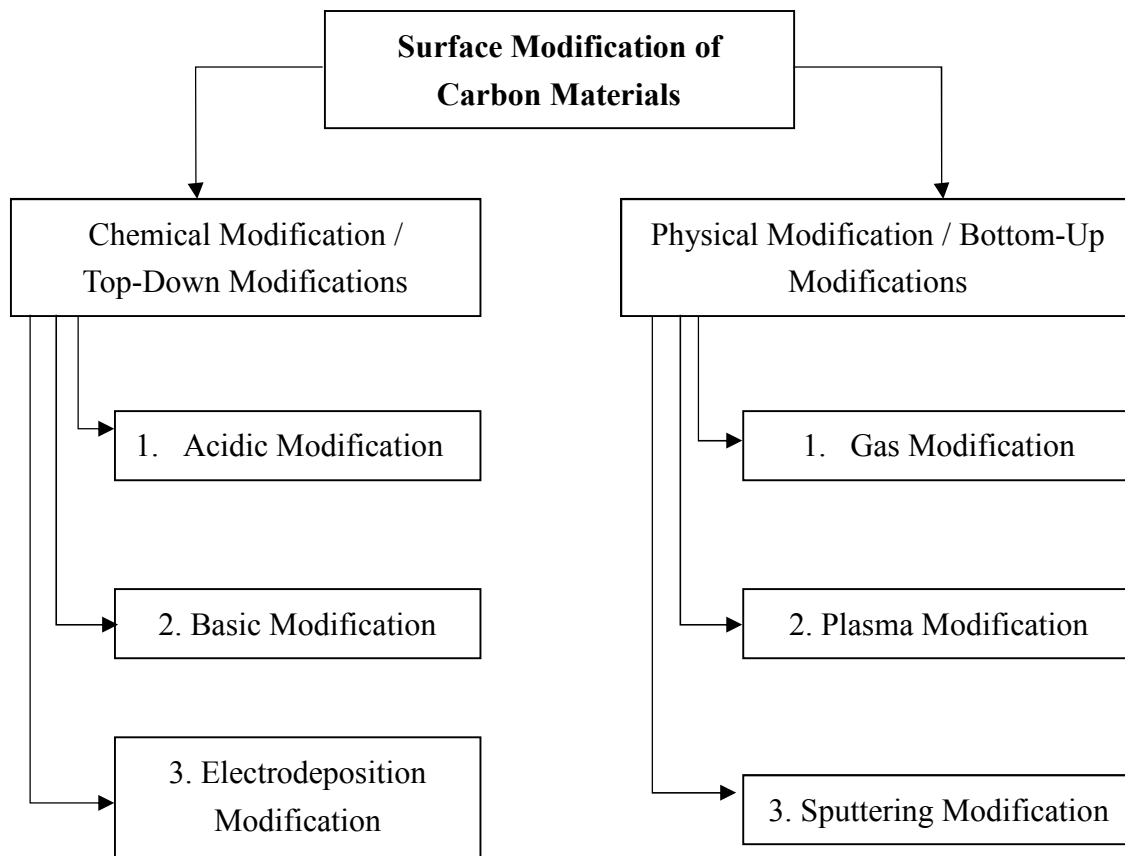 Surface Modification of
Carbon Materials
Chemical Modification /
Top-Down Modifications
Physical Modification / Bottom-Up
Modifications
1. Acidic Modification
1. Gas Modification
2. Basic Modification
2. Plasma Modification
3. Electrodeposition
Modification
3. Sputtering Modification